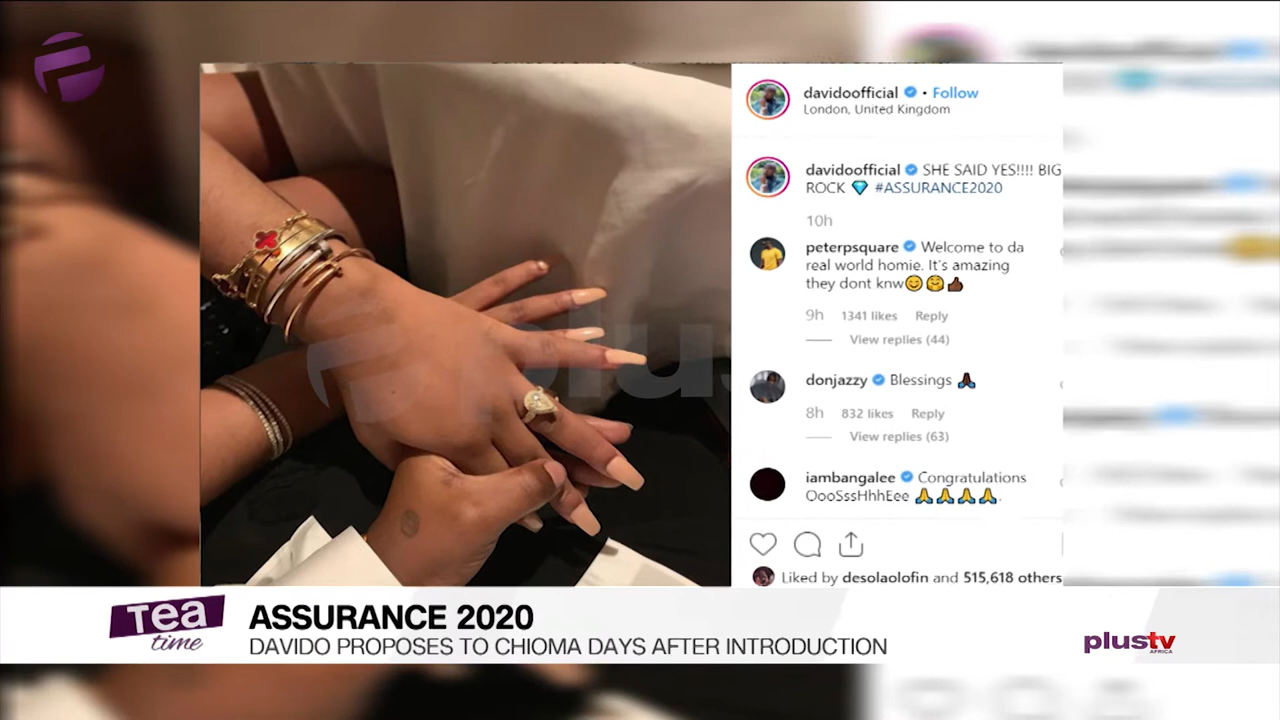 davidoofficial • Follow
London, United Kingdom
davidoofficial SHE SAID YES!!!! BIG
ROCK 💎 #ASSURANCE2020
10h
peterpsquare Welcome to da
real world homie. It's amazing
they dont knw😊🤗👍🏿
9h 1341 likes Reply
View replies (44)
donjazzy Blessings 🙏🏿
8h 832 likes Reply
View replies (63)
iambangalee Congratulations
OooSssHhhEee 🙏🙏🙏🙏.
Liked by desolaolofin and 515,618 others
plus
Tea
time
ASSURANCE 2020
DAVIDO PROPOSES TO CHIOMA DAYS AFTER INTRODUCTION
plustv
AFRICA